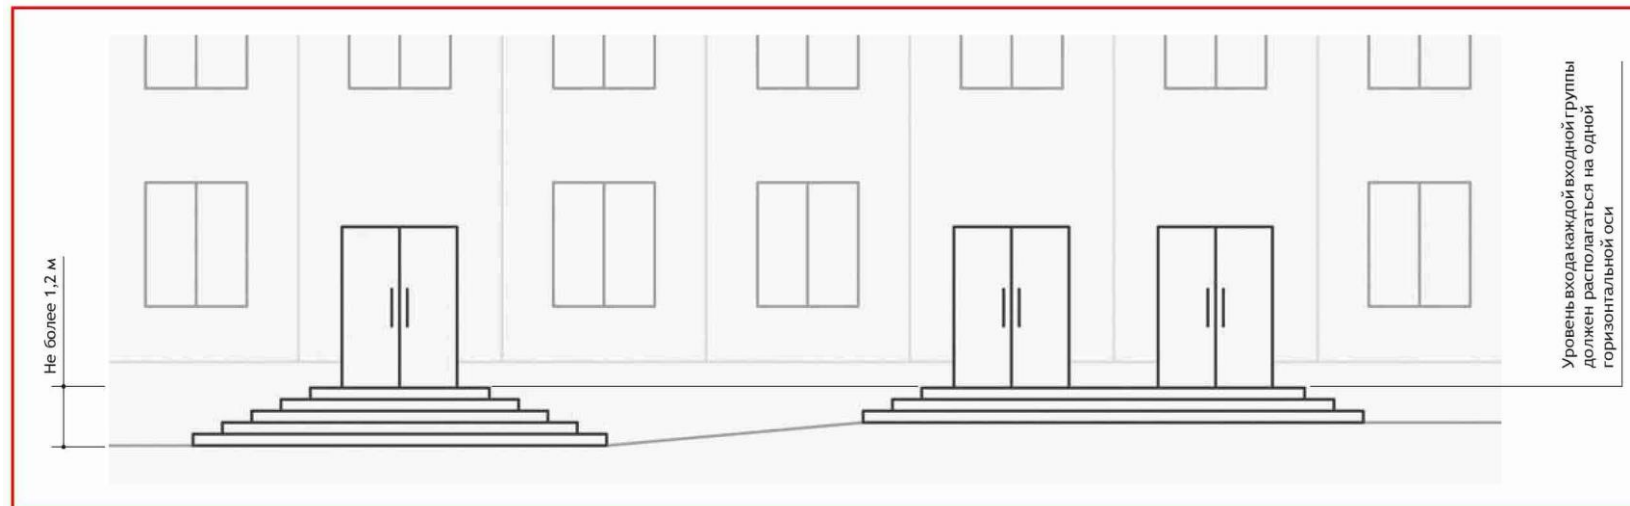 Не более 1,2 м
Уровень входа каждой входной группы
должен располагаться на одной
горизонтальной оси